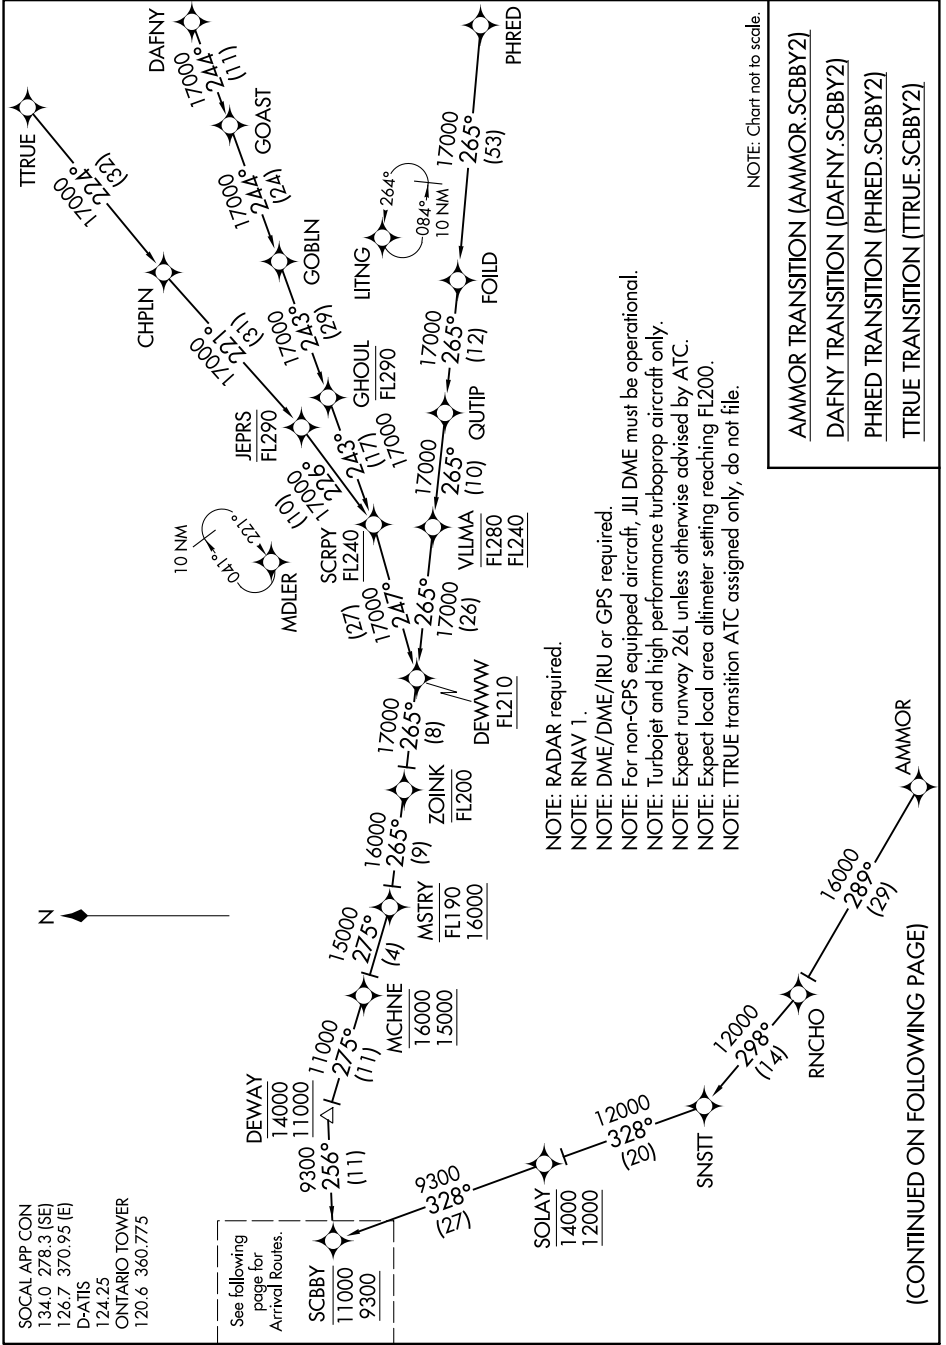 SOCAL APP CON
134.0 278.3 (SE)
126.7 370.95 (E)
D-ATIS
124.25
ONTARIO TOWER
120.6 360.775
N
See following
page for
Arrival Routes.
SCBBY
11000
9300
9300
256°
(11)
DEWAY
14000
11000
11000
275°
(11)
MCHNE
16000
15000
15000
275°
(4)
MSTRY
FL190
16000
16000
265°
(9)
ZOINK
FL200
17000
265°
(8)
DEWWW
FL210
(27)
17000
247°
SCRPY
FL240
(10)
17000
226°
JEPRS
FL290
17000
221°
(31)
CHPLN
17000
224°
(32)
TTRUE
243°
(17)
17000
GHOUL
FL290
17000
243°
(29)
GOBLN
17000
244°
(24)
GOAST
17000
244°
(11)
DAFNY
10 NM
041°
221°
MDLER
265°
17000
(26)
VLLMA
FL280
FL240
17000
265°
(10)
QUTIP
17000
265°
(12)
FOILD
17000
265°
(53)
PHRED
LITNG
264°
084°
10 NM
NOTE: RADAR required.
NOTE: RNAV 1.
NOTE: DME/DME/IRU or GPS required.
NOTE: For non-GPS equipped aircraft, JLI DME must be operational.
NOTE: Turbojet and high performance turboprop aircraft only.
NOTE: Expect runway 26L unless otherwise advised by ATC.
NOTE: Expect local area altimeter setting reaching FL200.
NOTE: TTRUE transition ATC assigned only, do not file.
9300
328°
(27)
SOLAY
14000
12000
12000
328°
(20)
SNSTT
12000
298°
(14)
RNCHO
16000
289°
(29)
AMMOR
NOTE: Chart not to scale.
AMMOR TRANSITION (AMMOR.SCBBY2)
DAFNY TRANSITION (DAFNY.SCBBY2)
PHRED TRANSITION (PHRED.SCBBY2)
TTRUE TRANSITION (TTRUE.SCBBY2)
(CONTINUED ON FOLLOWING PAGE)